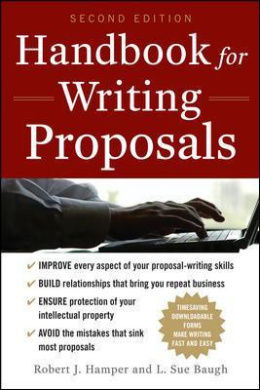 SECOND EDITION
Handbook for
Writing
Proposals
✓ IMPROVE every aspect of your proposal-writing skills
✓ BUILD relationships that bring you repeat business
✓ ENSURE protection of your
intellectual property
✓ AVOID the mistakes that sink
most proposals
TIMESAVING
DOWNLOADABLE
FORMS
MAKE WRITING
FAST AND EASY
Robert J. Hamper and L. Sue Baugh